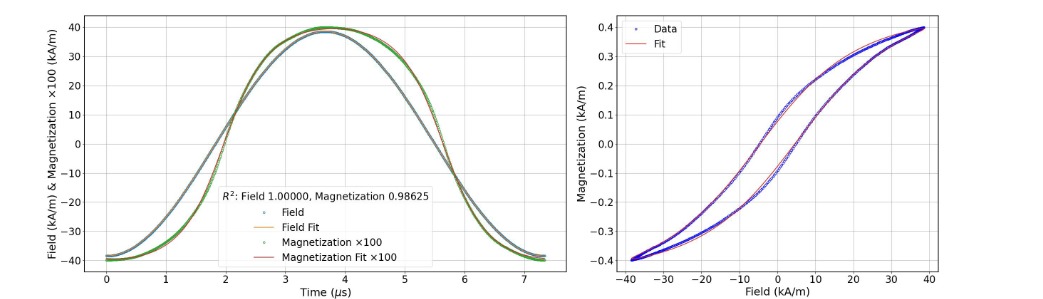 Field (kA/m) & Magnetization ×100 (kA/m)
40
30
20
10
0
−10
−20
−30
−40
R²: Field 1.00000, Magnetization 0.98625
Field
Field Fit
Magnetization ×100
Magnetization Fit ×100
0 1 2 3 4 5 6 7
Time (μs)
Magnetization (kA/m)
0.4
0.3
0.2
0.1
0.0
−0.1
−0.2
−0.3
−0.4
Data
Fit
−40 −30 −20 −10 0 10 20 30 40
Field (kA/m)